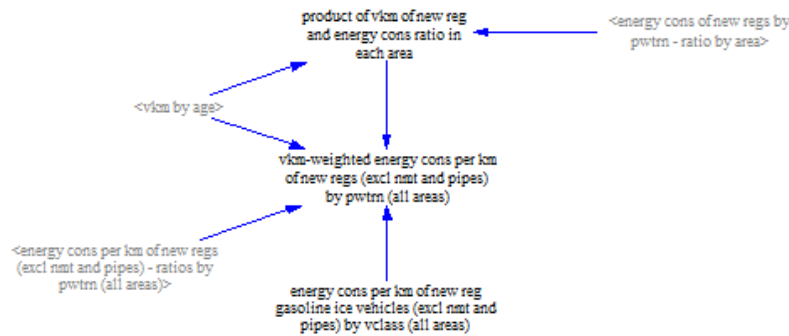 product of vkm of new reg
and energy cons ratio in
each area
<energy cons of new regs by
pwtrn - ratio by area>
<vkm by age>
vkm-weighted energy cons per km
of new regs (excl nmt and pipes)
by pwtrn (all areas)
<energy cons per km of new regs
(excl nmt and pipes) - ratios by
pwtrn (all areas)>
energy cons per km of new reg
gasoline ice vehicles (excl nmt and
pipes) by vclass (all areas)